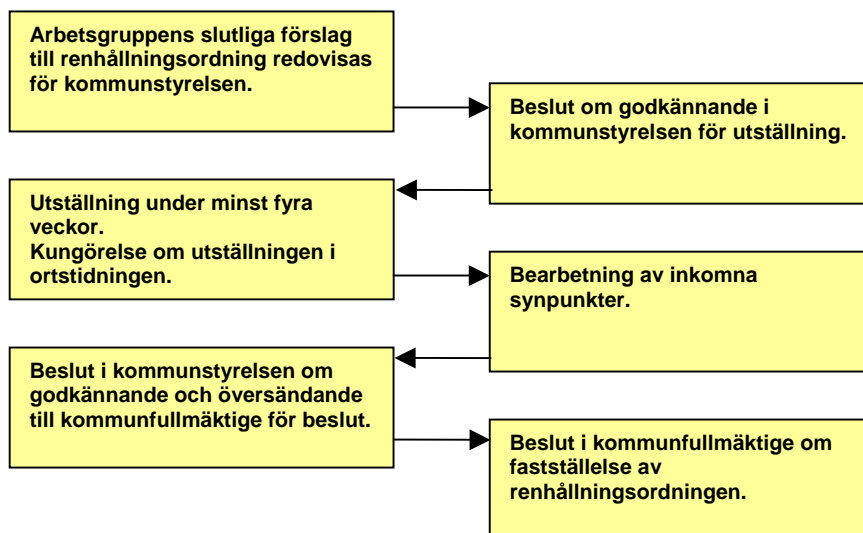 Arbetsgruppens slutliga förslag
till renhållningsordning redovisas
för kommunstyrelsen.
Beslut om godkännande i
kommunstyrelsen för utställning.
Utställning under minst fyra
veckor.
Kungörelse om utställningen i
ortstidningen.
Bearbetning av inkomna
synpunkter.
Beslut i kommunstyrelsen om
godkännande och översändande
till kommunfullmäktige för beslut.
Beslut i kommunfullmäktige om
fastställelse av
renhållningsordningen.